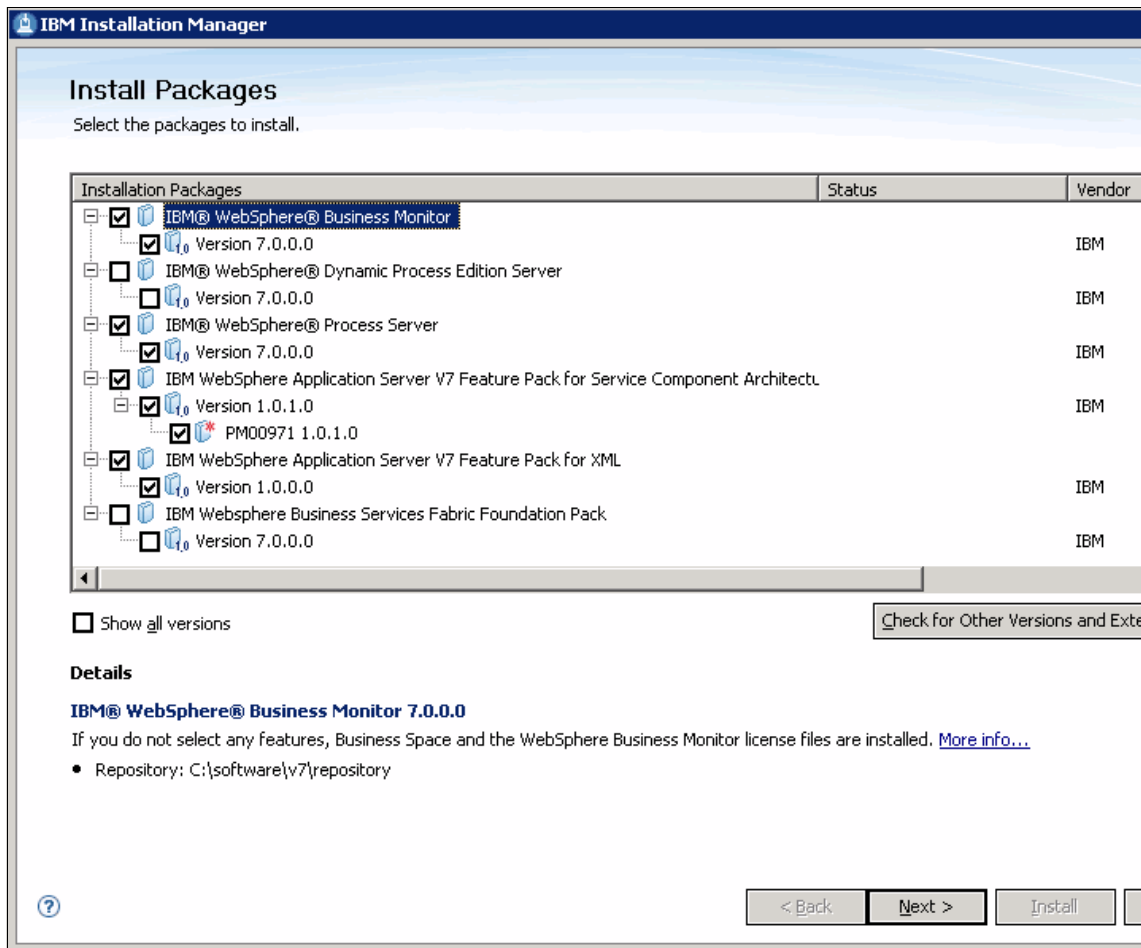 IBM Installation Manager
Install Packages
Select the packages to install.
Installation Packages Status Vendor
IBM® WebSphere® Business Monitor
Version 7.0.0.0 IBM
IBM® WebSphere® Dynamic Process Edition Server
Version 7.0.0.0 IBM
IBM® WebSphere® Process Server
Version 7.0.0.0 IBM
IBM WebSphere Application Server V7 Feature Pack for Service Component Architectu
Version 1.0.1.0 IBM
PM00971 1.0.1.0
IBM WebSphere Application Server V7 Feature Pack for XML
Version 1.0.0.0 IBM
IBM Websphere Business Services Fabric Foundation Pack
Version 7.0.0.0 IBM
Show all versions
Check for Other Versions and Exte
Details
IBM® WebSphere® Business Monitor 7.0.0.0
If you do not select any features, Business Space and the WebSphere Business Monitor license files are installed. More info...
• Repository: C:\software\v7\repository
? < Back Next > Install